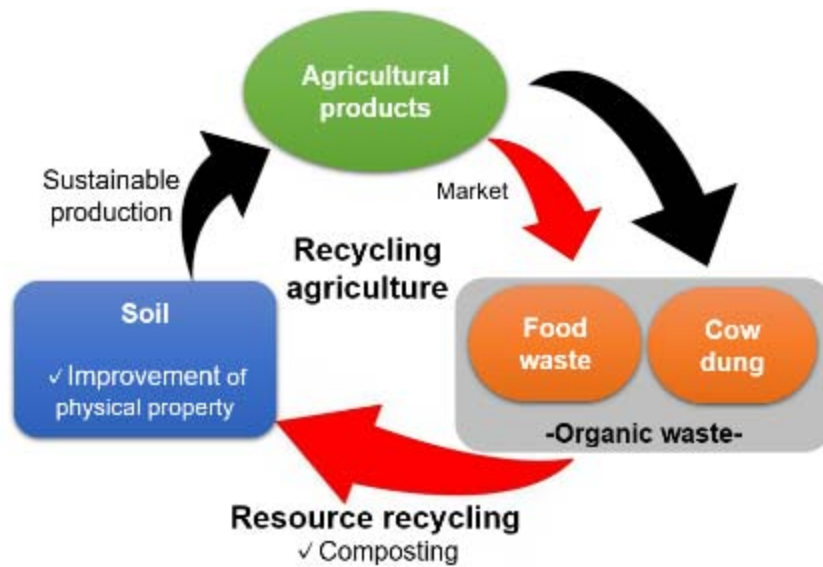 Agricultural
products
Sustainable
production
Market
Recycling
agriculture
Soil
✓Improvement of
physical property
Food
waste
Cow
dung
-Organic waste-
Resource recycling
✓ Composting